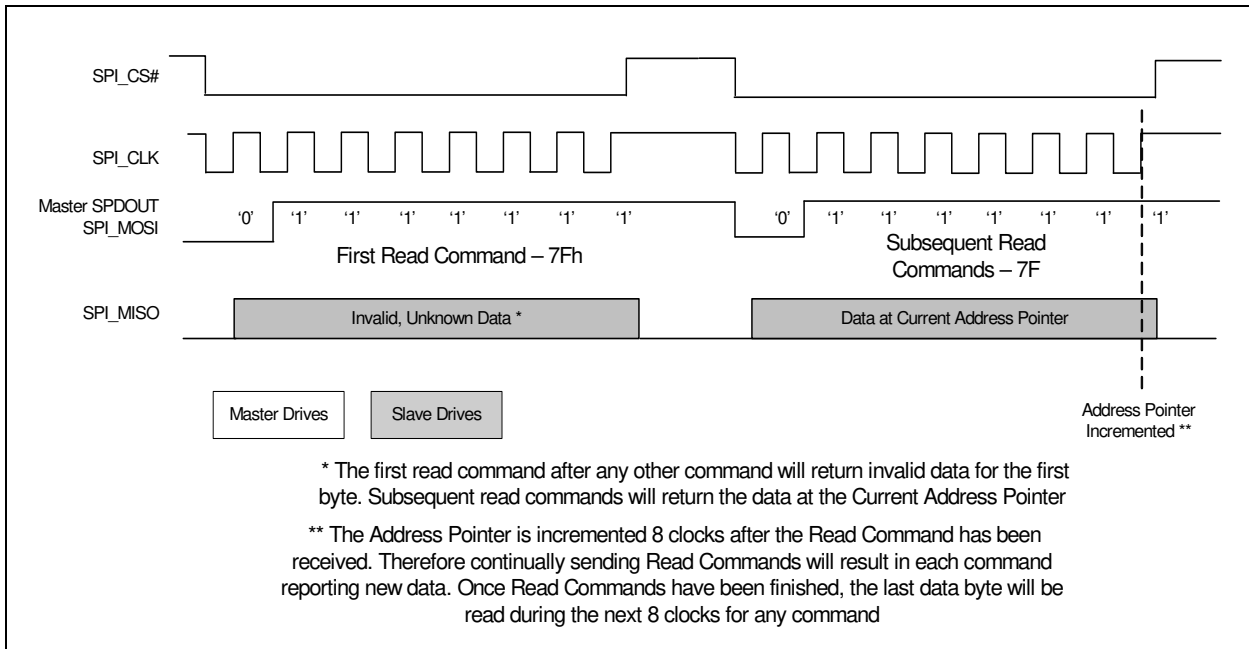 SPI_CS#
SPI_CLK
Master SPDOUT
SPI_MOSI
‘0’ ‘1’ ‘1’ ‘1’ ‘1’ ‘1’ ‘1’ ‘1’
First Read Command – 7Fh
‘0’ ‘1’ ‘1’ ‘1’ ‘1’ ‘1’ ‘1’ ‘1’
Subsequent Read
Commands – 7F
SPI_MISO
Invalid, Unknown Data *
Data at Current Address Pointer
Master Drives
Slave Drives
Address Pointer
Incremented **
* The first read command after any other command will return invalid data for the first
byte. Subsequent read commands will return the data at the Current Address Pointer
** The Address Pointer is incremented 8 clocks after the Read Command has been
received. Therefore continually sending Read Commands will result in each command
reporting new data. Once Read Commands have been finished, the last data byte will be
read during the next 8 clocks for any command